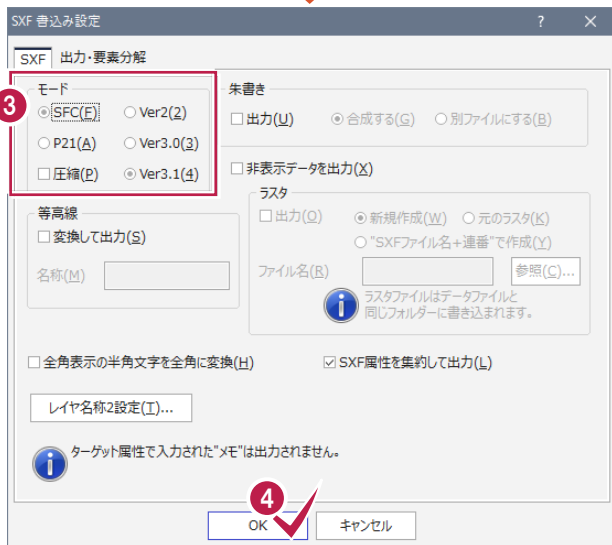 SXF 書込み設定 ? ×
SXF 出力・要素分解
3
モード
SFC(F) Ver2(2)
P21(A) Ver3.0(3)
圧縮(P) Ver3.1(4)
朱書き
出力(U) 合成する(G) 別ファイルにする(B)
非表示データを出力(X)
等高線
変換して出力(S)
名称(M)
ラスタ
出力(O) 新規作成(W) 元のラスタ(K)
"SXFファイル名+連番"で作成(Y)
ファイル名(R) 参照(C)...
ラスタファイルはデータファイルと
同じフォルダーに書き込まれます。
全角表示の半角文字を全角に変換(H) SXF属性を集約して出力(L)
レイヤ名称2設定(T)...
ターゲット属性で入力された"メモ"は出力されません。
4
OK キャンセル